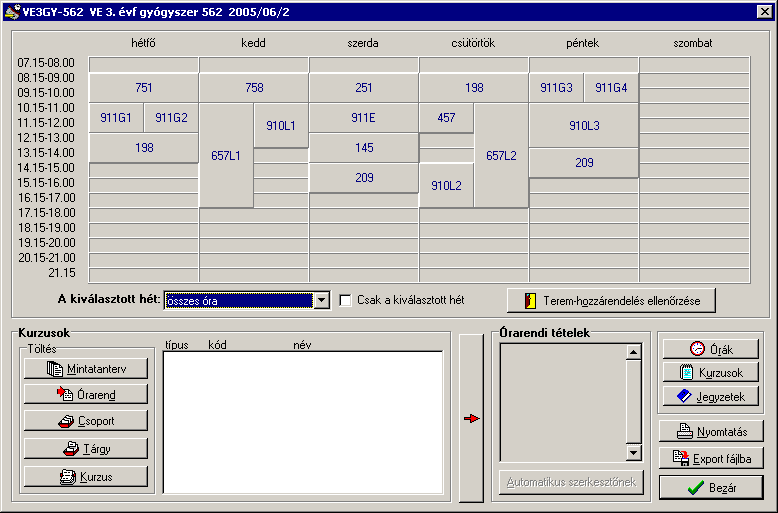 VE3GY-562 VE 3. évf gyógyszer 562 2005/06/2
hétfő kedd szerda csütörtök péntek szombat
07.15-08.00
08.15-09.00
09.15-10.00
10.15-11.00
11.15-12.00
12.15-13.00
13.15-14.00
14.15-15.00
15.15-16.00
16.15-17.00
17.15-18.00
18.15-19.00
19.15-20.00
20.15-21.00
21.15
751 758 251 198 911G3 911G4
911G1 911G2 910L1 911E 457 910L3
198 657L1 145 657L2 209
209 910L2
A kiválasztott hét: összes óra Csak a kiválasztott hét Terem-hozzárendelés ellenőrzése
Kurzusok
Töltés
Mintatanterv
Órarend
Csoport
Tárgy
Kurzus
típus kód név
Órarendi tételek
Automatikus szerkesztőnek
Órák
Kurzusok
Jegyzetek
Nyomtatás
Export fájlba
Bezár